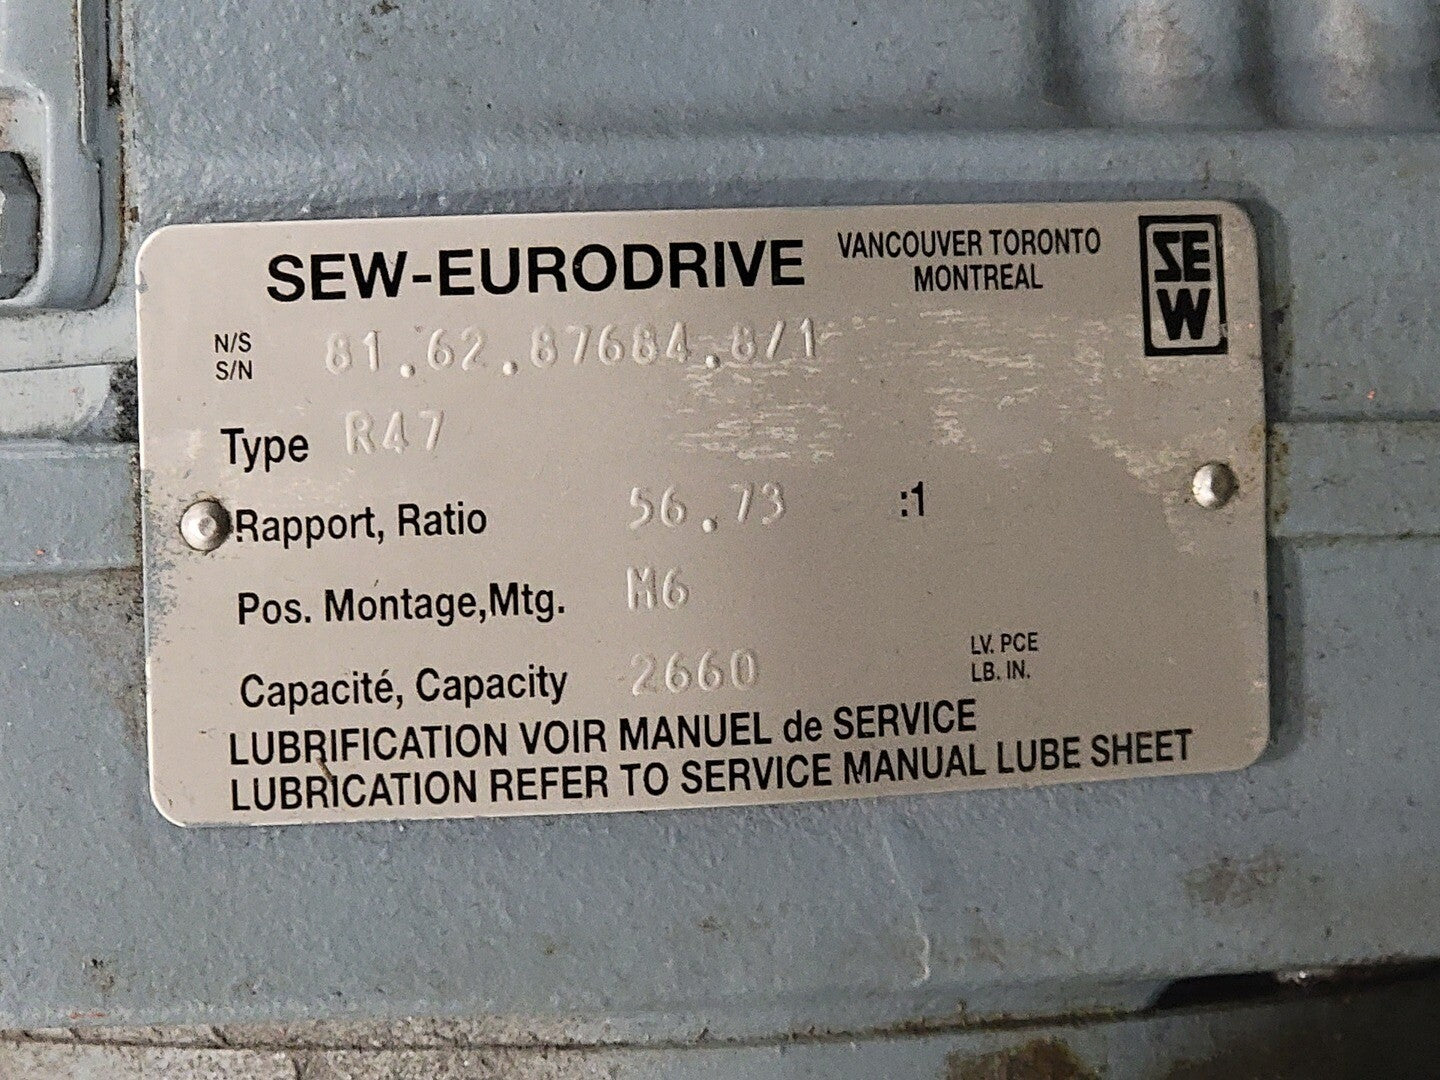 SEW-EURODRIVE VANCOUVER TORONTO
MONTREAL
SEW
N/S
S/N 81.62.87684.8/1
Type R47
Rapport, Ratio 56.73 :1
Pos. Montage,Mtg. M6
Capacité, Capacity 2660 LV. PCE
LB. IN.
LUBRIFICATION VOIR MANUEL de SERVICE
LUBRICATION REFER TO SERVICE MANUAL LUBE SHEET